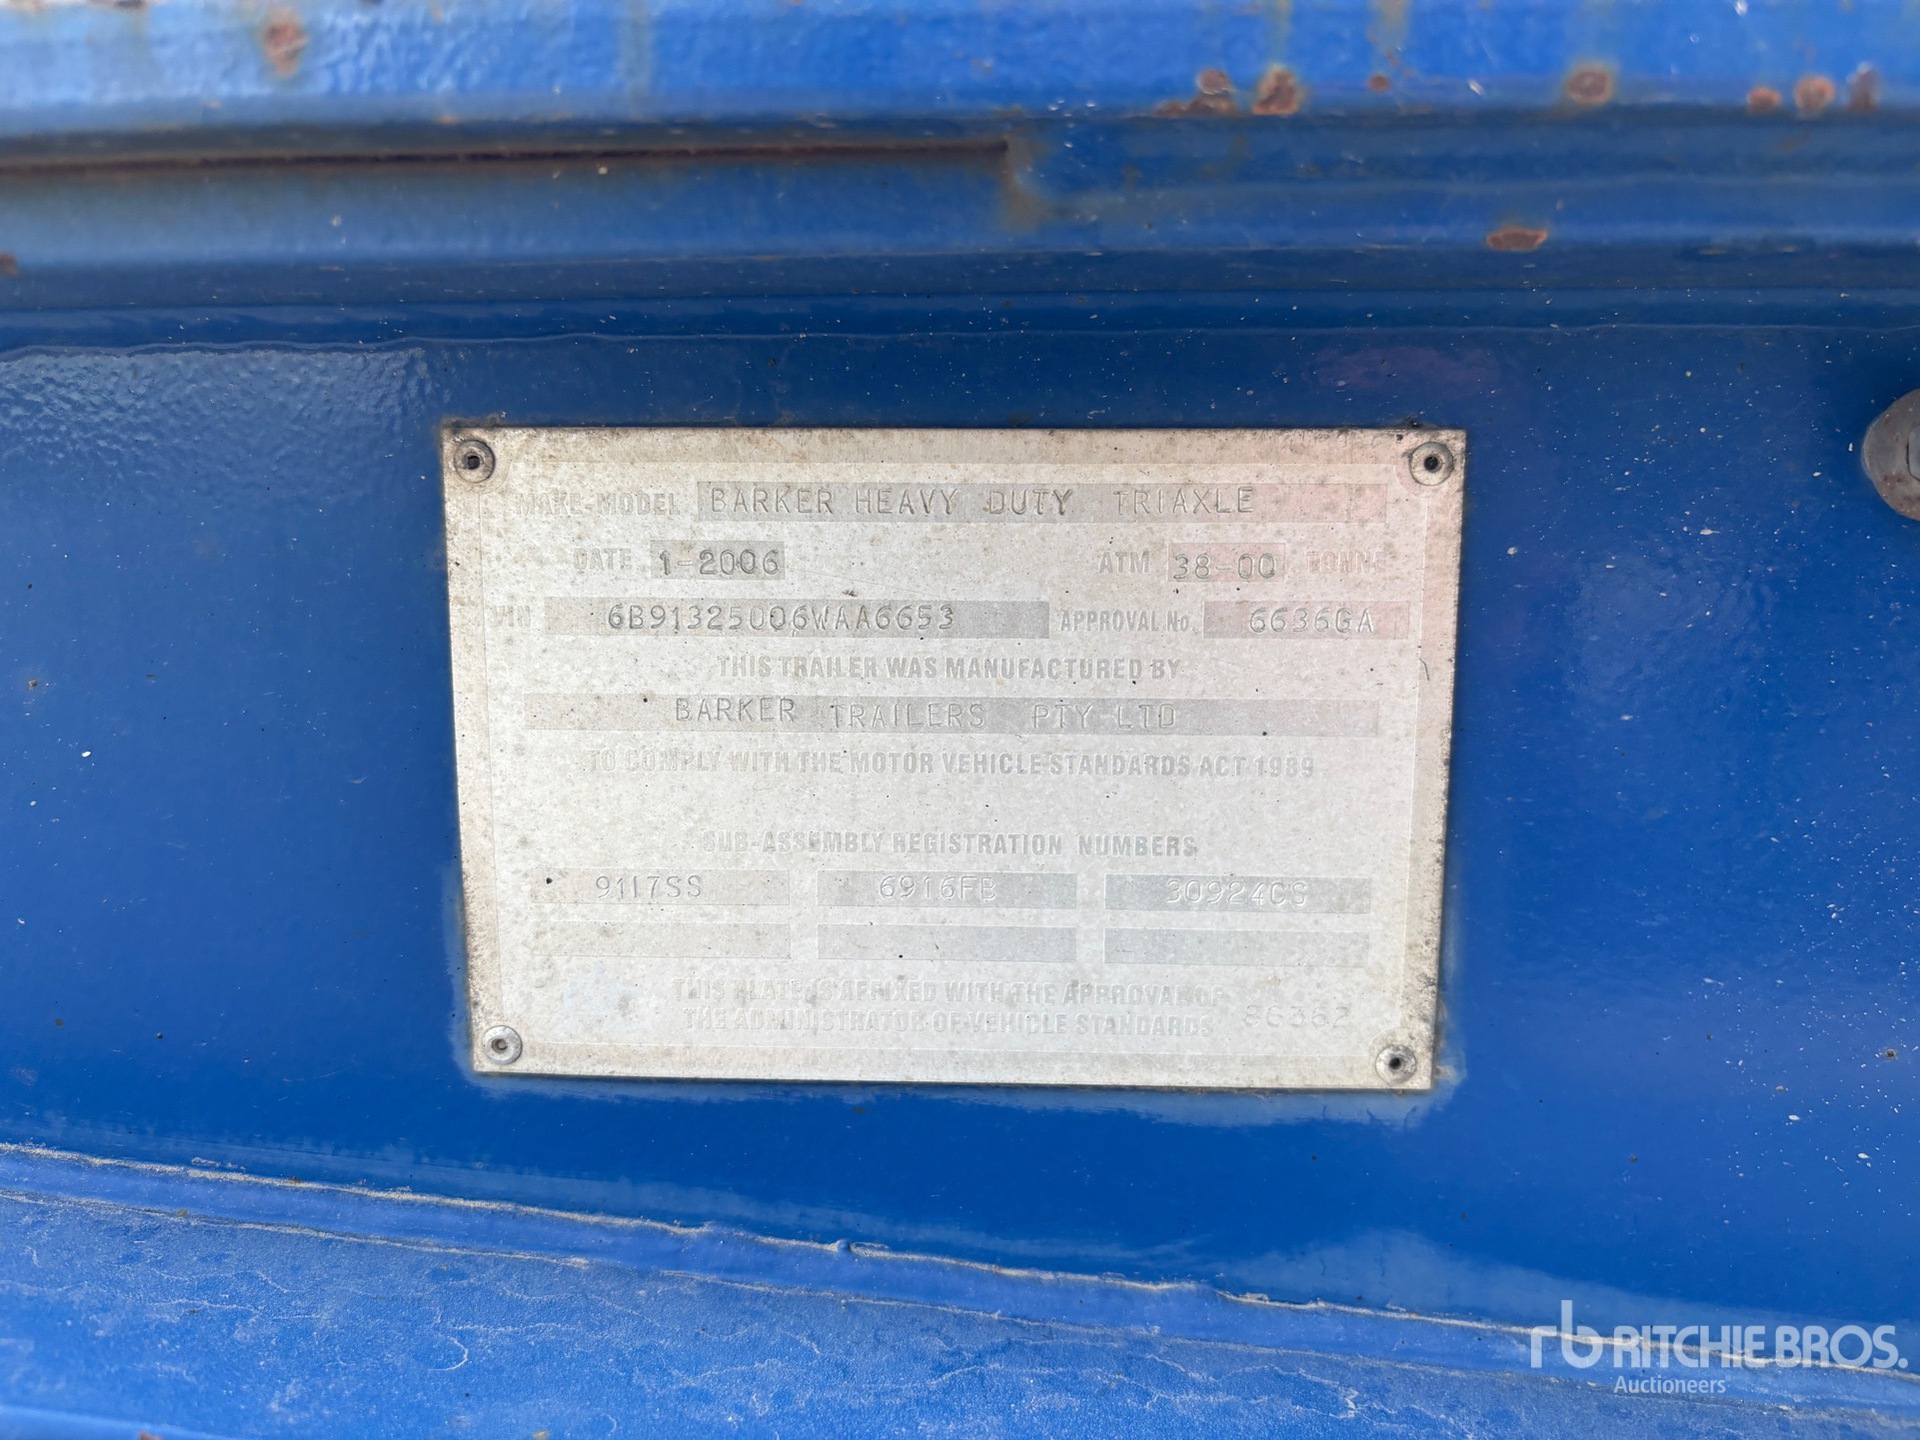 MAKE-MODEL BARKER HEAVY DUTY TRIAXLE
DATE 1-2006 ATM 38-00 TONNE
VIN 6B91325006WAA6653 APPROVAL No. 6636GA
THIS TRAILER WAS MANUFACTURED BY
BARKER TRAILERS PTY LTD
TO COMPLY WITH THE MOTOR VEHICLE STANDARDS ACT 1989
SUB-ASSEMBLY REGISTRATION NUMBERS
9117SS 6916FB 30924CS
THIS PLATE IS AFFIXED WITH THE APPROVAL OF
THE ADMINISTRATOR OF VEHICLE STANDARDS 86362
rb RITCHIE BROS.
Auctioneers